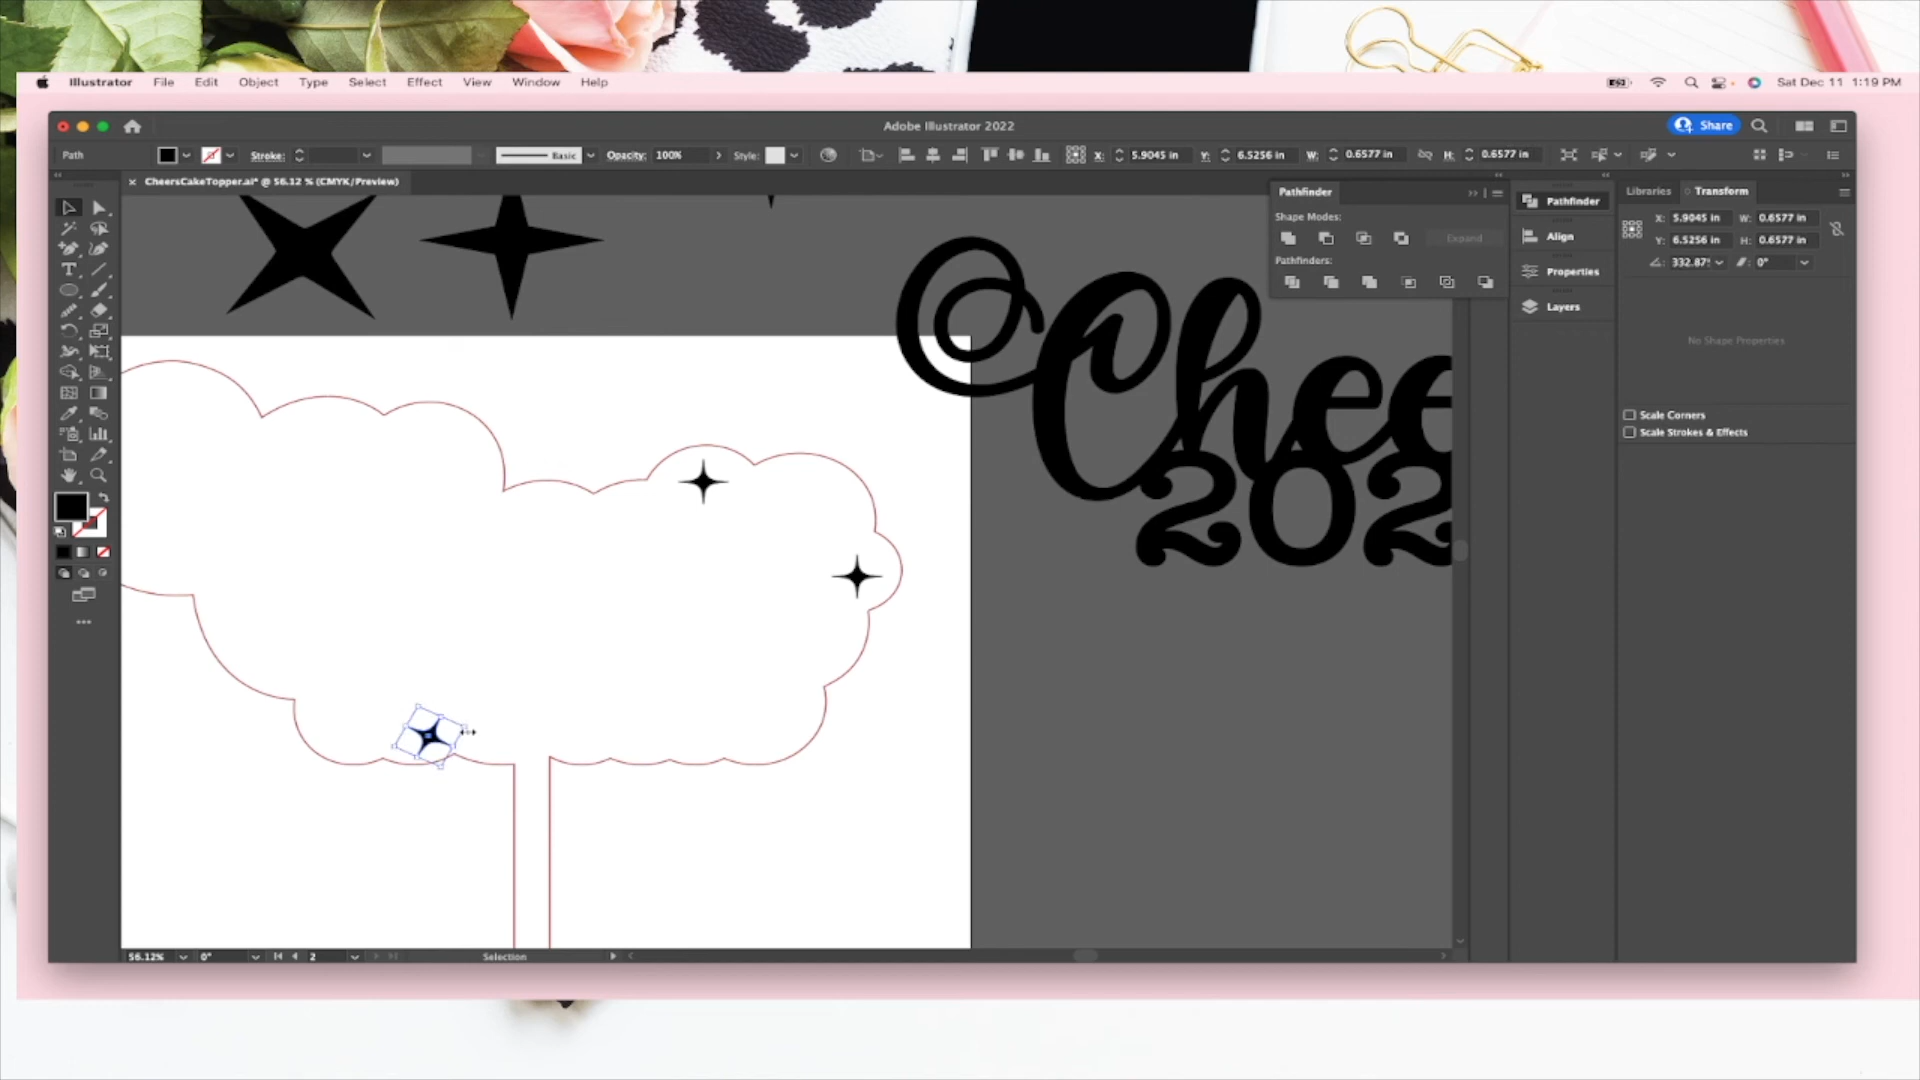 Illustrator File Edit Object Type Select Effect View Window Help Sat Dec 11 1:19 PM
Adobe Illustrator 2022 Share
Path Stroke: Basic Opacity: 100% Style: X: 5.9045 in Y: 6.5256 in W: 0.6577 in H: 0.6577 in
× CheersCakeTopper.ai* @ 56.12 % (CMYK/Preview)
Pathfinder
Shape Modes:
Expand
Pathfinders:
Pathfinder
Align
Properties
Layers
Libraries Transform
X: 5.9045 in W: 0.6577 in
Y: 6.5256 in H: 0.6577 in
332.87° 0°
No Shape Properties
Scale Corners
Scale Strokes & Effects
Chee
202
56.12% 0° 2 Selection